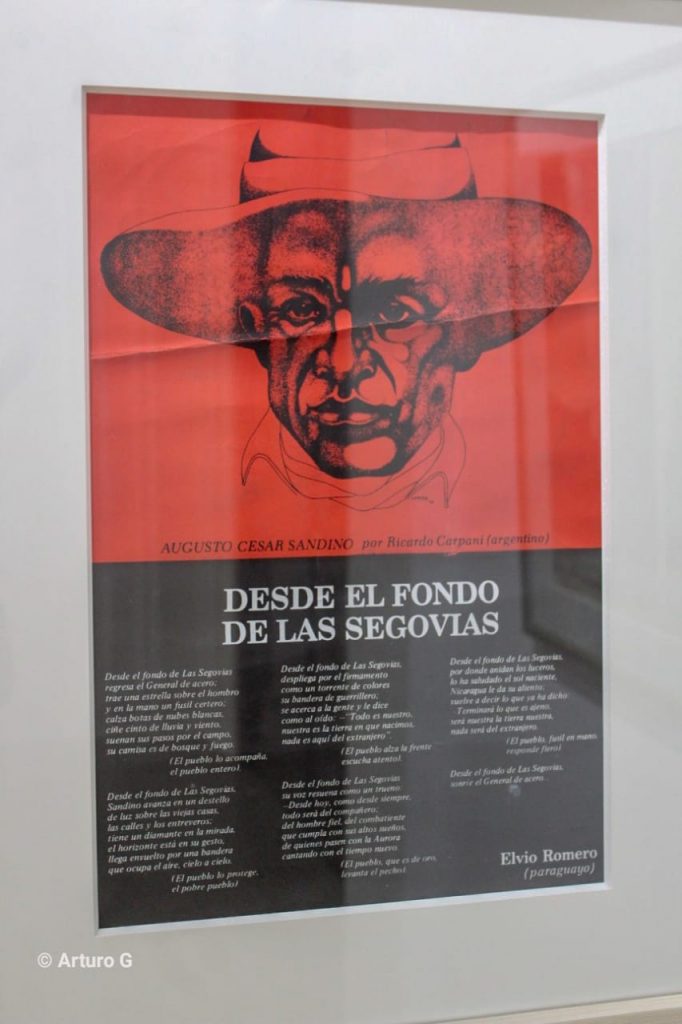 AUGUSTO CESAR SANDINO por Ricardo Carpani (argentino)
DESDE EL FONDO
DE LAS SEGOVIAS
Desde el fondo de Las Segovias
regresa el General de acero;
trae una estrella sobre el hombro
y en la mano un fusil certero;
calza botas de nubes blancas,
ciñe cinto de lluvia y viento,
suenan sus pasos por el campo,
su camisa es de bosque y fuego.
(El pueblo lo acompaña,
el pueblo entero).
Desde el fondo de Las Segovias,
Sandino avanza en un destello
de luz sobre las viejas casas,
las calles y los entreveros;
tiene un diamante en la mirada,
el horizonte está en su gesto,
llega envuelto por una bandera
que ocupa el aire, cielo a cielo.
(El pueblo lo protege,
el pobre pueblo)
Desde el fondo de Las Segovias,
despliega por el firmamento
como un torrente de colores
su bandera de guerrillero;
se acerca a la gente y le dice
como al oído: —"Todo es nuestro,
nuestra es la tierra en que nacimos,
nada es aquí del extranjero".
(El pueblo alza la frente
escucha atento).
Desde el fondo de Las Segovias
su voz resuena como un trueno:
—Desde hoy, como desde siempre,
todo será del compañero;
del hombre fiel, del combatiente
que cumpla con sus altos sueños,
de quienes pasen con la Aurora
cantando con el tiempo nuevo.
(El pueblo, que es de oro,
levanta el pecho)
Desde el fondo de Las Segovias,
por donde anidan los luceros,
lo ha saludado el sol naciente,
Nicaragua le da su aliento;
vuelve a decir lo que ya ha dicho:
-Terminará lo que es ajeno,
será nuestra la tierra nuestra,
nada será del extranjero.
(El pueblo, fusil en mano,
responde fiero)
Desde el fondo de Las Segovias,
sonríe el General de acero.
Elvio Romero
(paraguayo)
© Arturo G